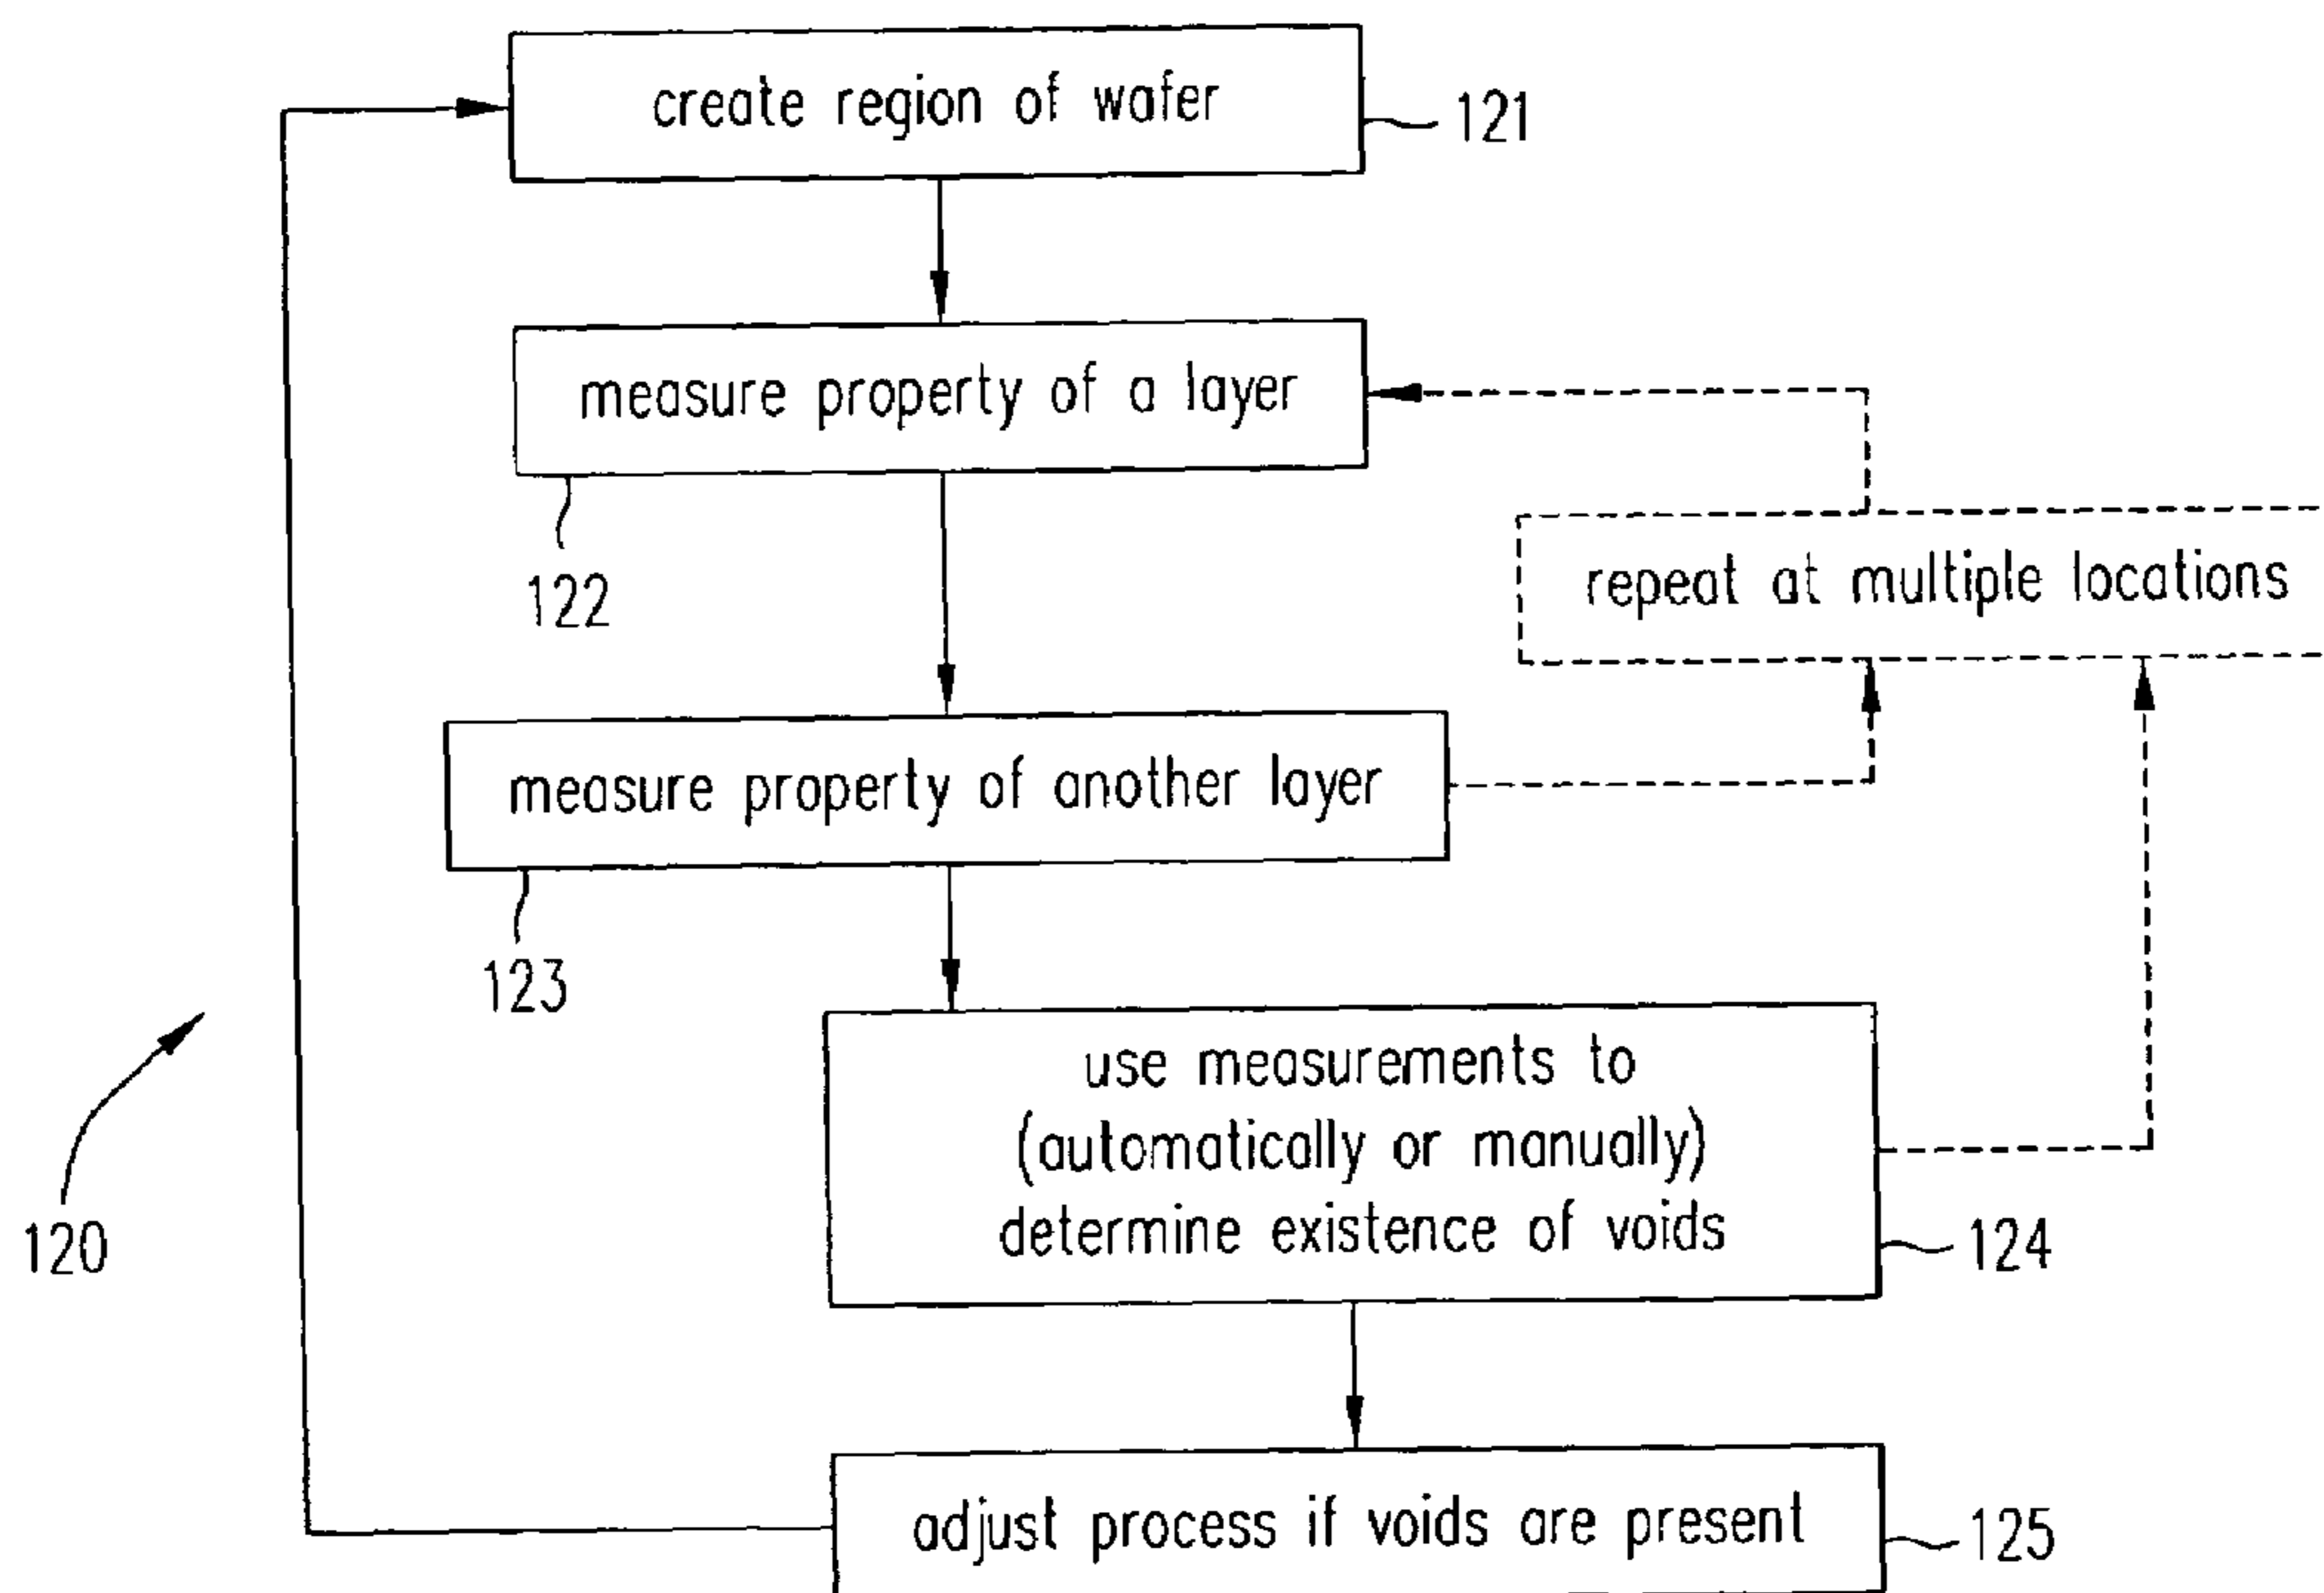 create region of wafer
121
measure property of a layer
122
repeat at multiple locations
measure property of another layer
123
use measurements to
(automatically or manually)
determine existence of voids
124
120
adjust process if voids are present
125